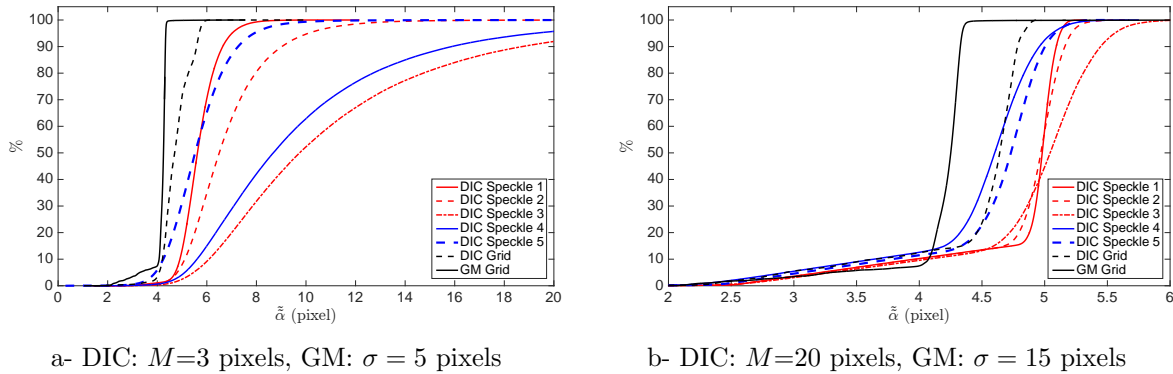 %
100
90
80
70
60
50
40
30
20
10
0
0 2 4 6 8 10 12 14 16 18 20
α̃̃ (pixel)
DIC Speckle 1
DIC Speckle 2
DIC Speckle 3
DIC Speckle 4
DIC Speckle 5
DIC Grid
GM Grid
a- DIC: M=3 pixels, GM: σ = 5 pixels
%
100
90
80
70
60
50
40
30
20
10
0
2 2.5 3 3.5 4 4.5 5 5.5 6
α̃̃ (pixel)
DIC Speckle 1
DIC Speckle 2
DIC Speckle 3
DIC Speckle 4
DIC Speckle 5
DIC Grid
GM Grid
b- DIC: M=20 pixels, GM: σ = 15 pixels